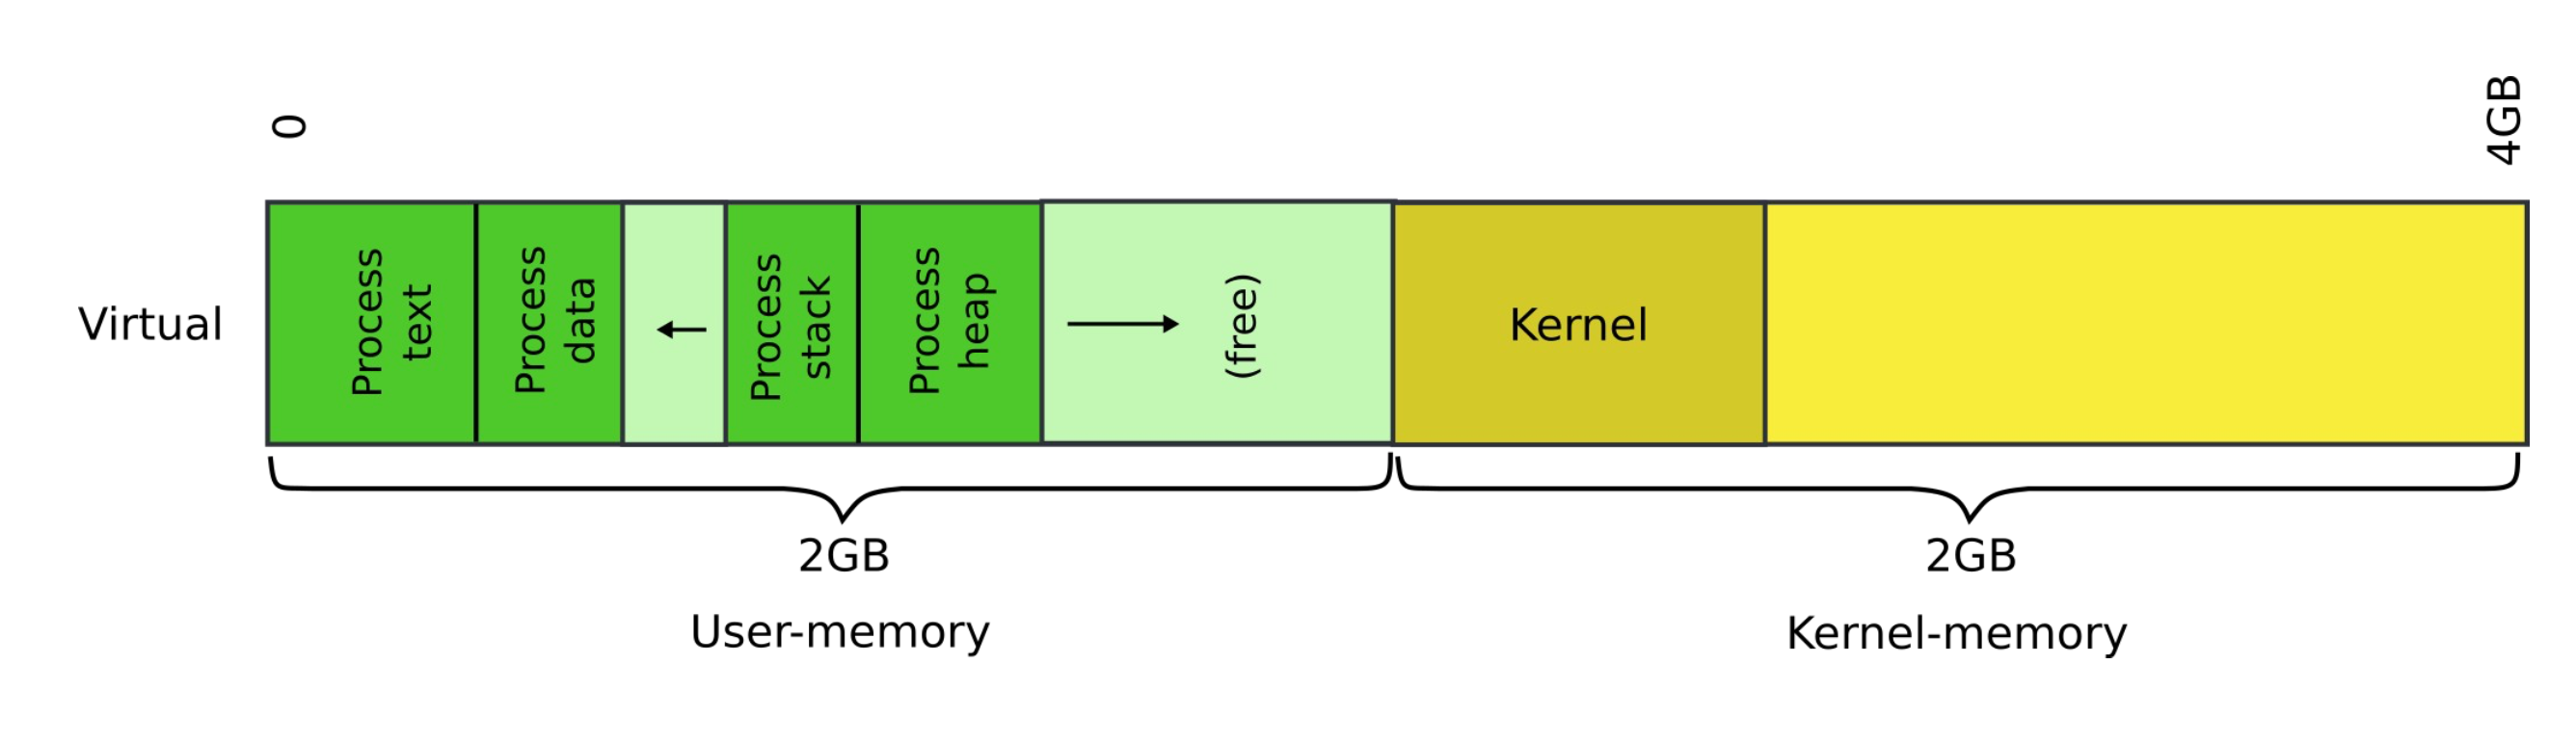 0
4GB
Virtual
Process
text
Process
data
Process
stack
Process
heap
(free)
Kernel
2GB
User-memory
2GB
Kernel-memory